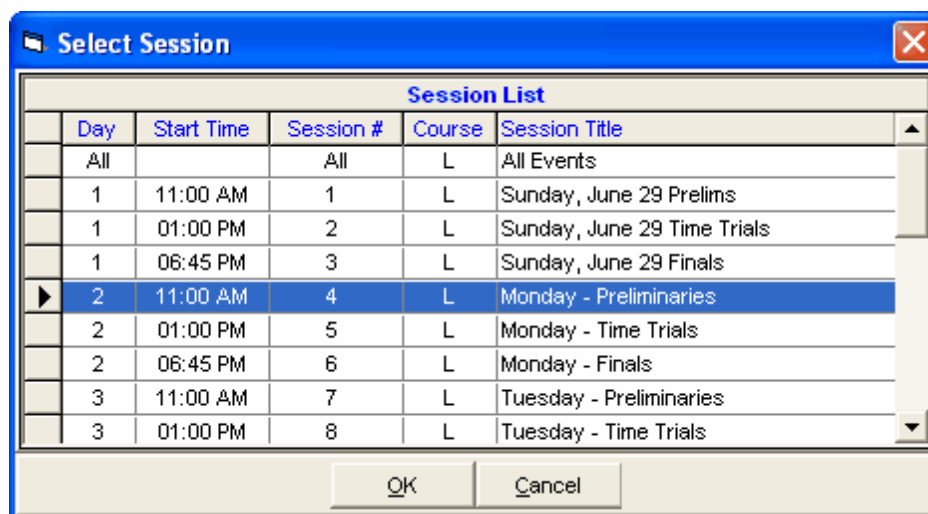 Select Session
Session List
Day Start Time Session # Course Session Title
All All L All Events
1 11:00 AM 1 L Sunday, June 29 Prelims
1 01:00 PM 2 L Sunday, June 29 Time Trials
1 06:45 PM 3 L Sunday, June 29 Finals
2 11:00 AM 4 L Monday - Preliminaries
2 01:00 PM 5 L Monday - Time Trials
2 06:45 PM 6 L Monday - Finals
3 11:00 AM 7 L Tuesday - Preliminaries
3 01:00 PM 8 L Tuesday - Time Trials
OK Cancel